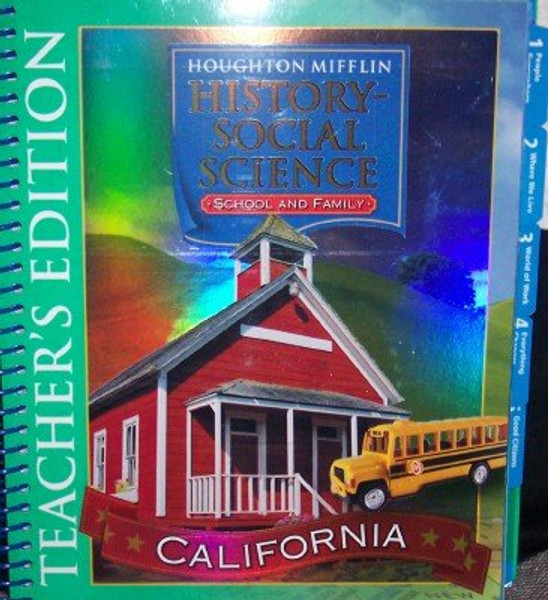 TEACHER'S EDITION
HOUGHTON MIFFLIN
HISTORY-
SOCIAL
SCIENCE
SCHOOL AND FAMILY
CALIFORNIA
1 People
2 Where We Live
3 World of Work
4 Everything
Good Citizens